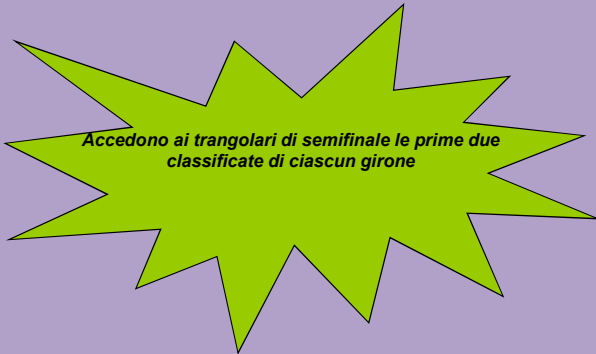 Accedono ai trangolari di semifinale le prime due
classificate di ciascun girone